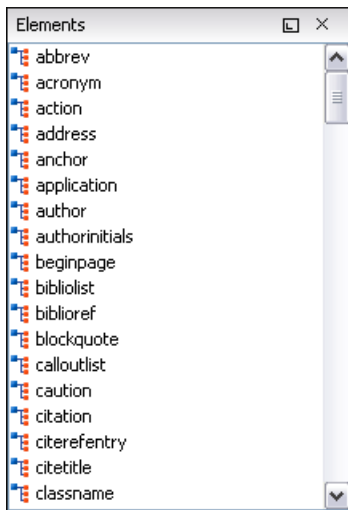 Elements
abbrev
acronym
action
address
anchor
application
author
authorinitials
beginpage
bibliolist
biblioref
blockquote
calloutlist
caution
citation
citerefentry
citetitle
classname